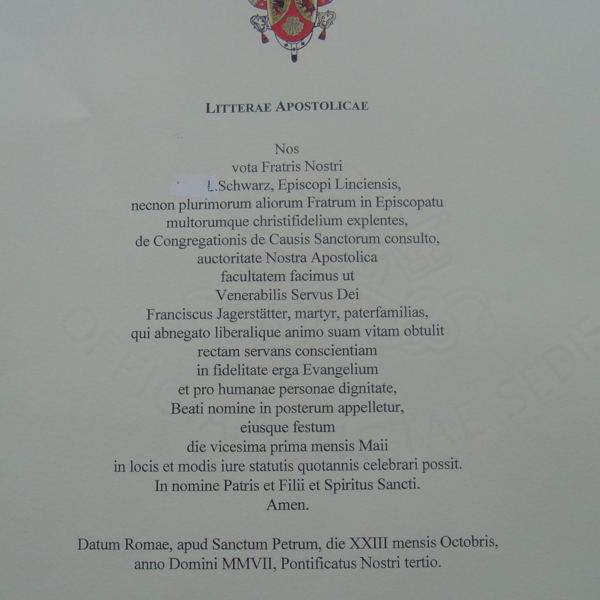 LITTERAE APOSTOLICAE
Nos
vota Fratris Nostri
L.Schwarz, Episcopi Linciensis,
necnon plurimorum aliorum Fratrum in Episcopatu
multorumque christifidelium explentes,
de Congregationis de Causis Sanctorum consulto,
auctoritate Nostra Apostolica
facultatem facimus ut
Venerabilis Servus Dei
Franciscus Jagerstätter, martyr, paterfamilias,
qui abnegato liberalique animo suam vitam obtulit
rectam servans conscientiam
in fidelitate erga Evangelium
et pro humanae personae dignitate,
Beati nomine in posterum appelletur,
eiusque festum
die vicesima prima mensis Maii
in locis et modis iure statutis quotannis celebrari possit.
In nomine Patris et Filii et Spiritus Sancti.
Amen.
Datum Romae, apud Sanctum Petrum, die XXIII mensis Octobris,
anno Domini MMVII, Pontificatus Nostri tertio.